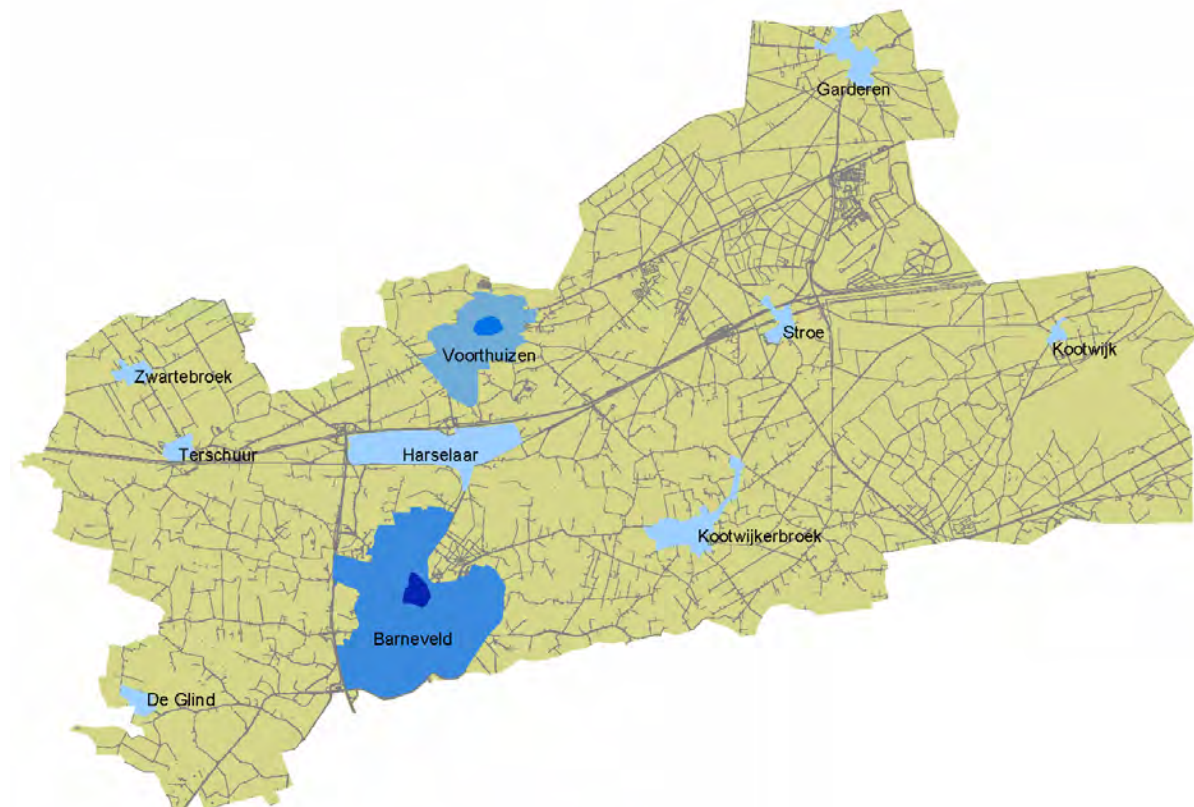 Garderen
Stroe
Kootwijk
Voorthuizen
Zwartebroek
Terschuur
Harselaar
Kootwijkerbroek
Barneveld
De Glind